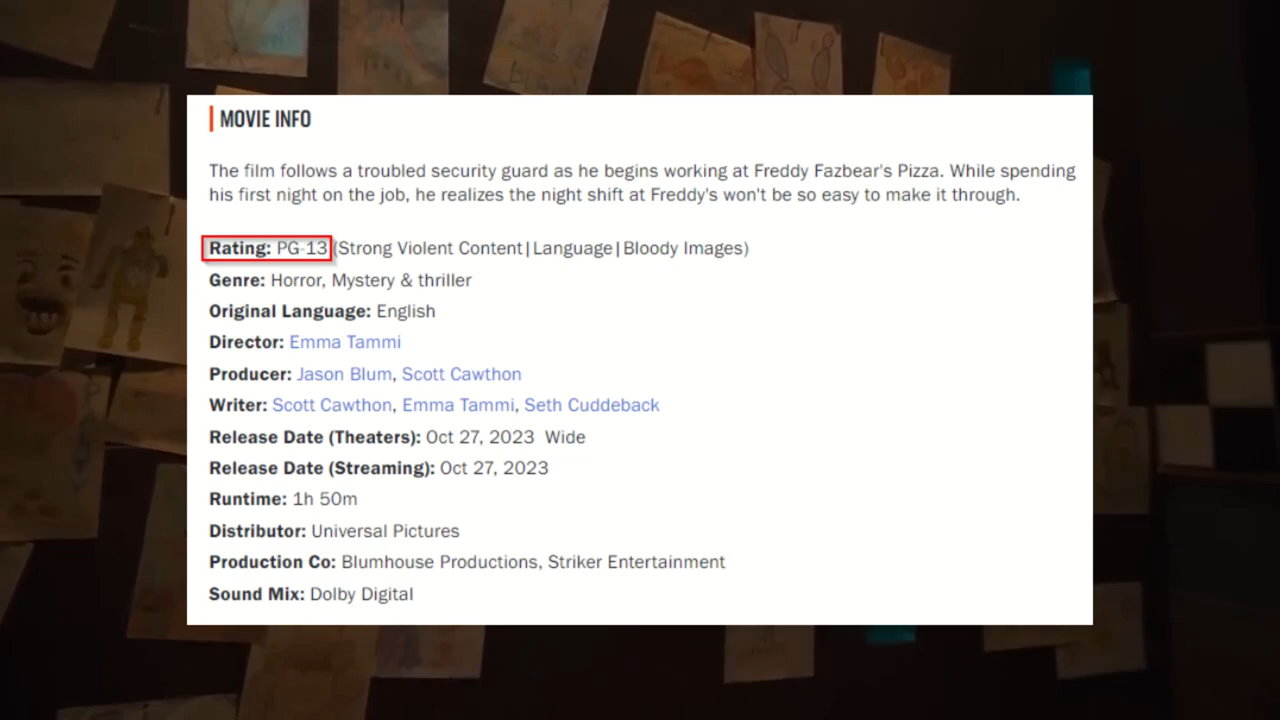 MOVIE INFO
The film follows a troubled security guard as he begins working at Freddy Fazbear's Pizza. While spending
his first night on the job, he realizes the night shift at Freddy's won't be so easy to make it through.
Rating: PG-13 (Strong Violent Content|Language|Bloody Images)
Genre: Horror, Mystery & thriller
Original Language: English
Director: Emma Tammi
Producer: Jason Blum, Scott Cawthon
Writer: Scott Cawthon, Emma Tammi, Seth Cuddeback
Release Date (Theaters): Oct 27, 2023 Wide
Release Date (Streaming): Oct 27, 2023
Runtime: 1h 50m
Distributor: Universal Pictures
Production Co: Blumhouse Productions, Striker Entertainment
Sound Mix: Dolby Digital